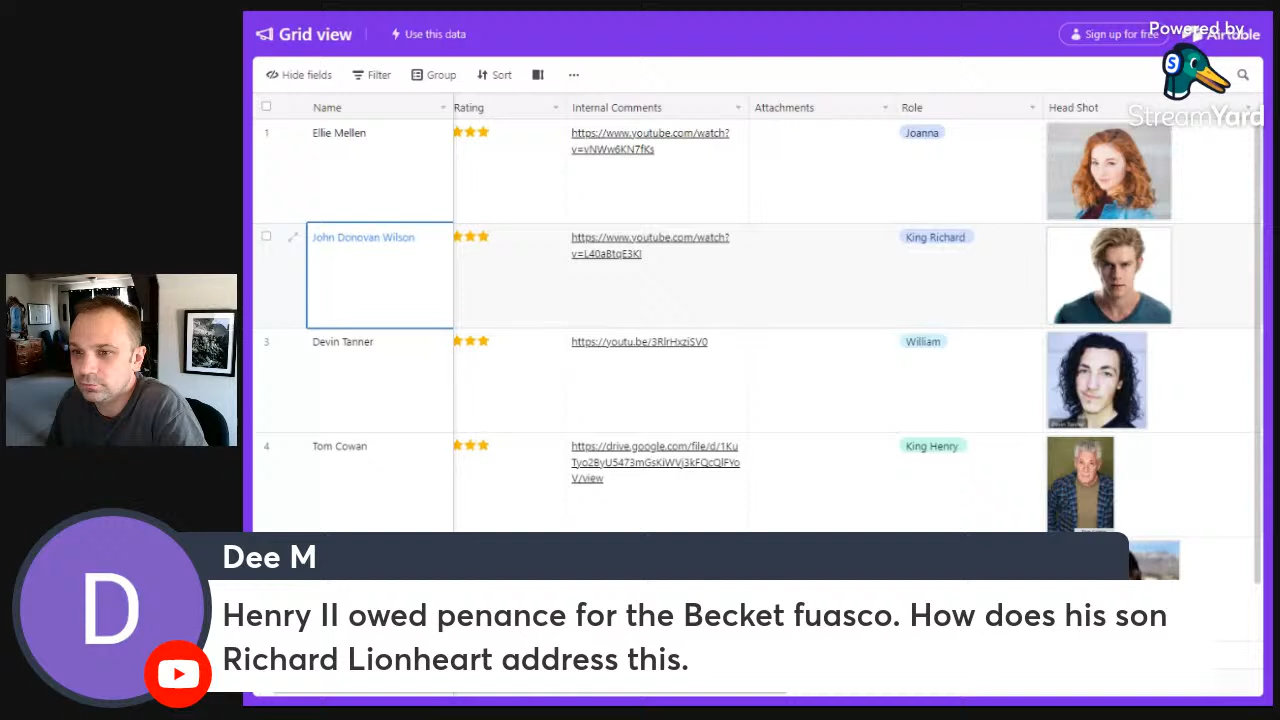 Grid view
Use this data
Sign up for free
Airtable
Powered by
StreamYard
Hide fields Filter Group Sort ...
Name Rating Internal Comments Attachments Role Head Shot
1 Ellie Mellen
https://www.youtube.com/watch?
v=vNWw6KN7fKs
Joanna
John Donovan Wilson
https://www.youtube.com/watch?
v=L40aBtqE3KI
King Richard
3 Devin Tanner
https://youtu.be/3RlrHxziSV0
William
Devin Tanner
4 Tom Cowan
https://drive.google.com/file/d/1Ku
Tyo2ByU5473mGsKiWVj3kFQcQlFYo
V/view
King Henry
D
Dee M
Henry II owed penance for the Becket fuasco. How does his son
Richard Lionheart address this.